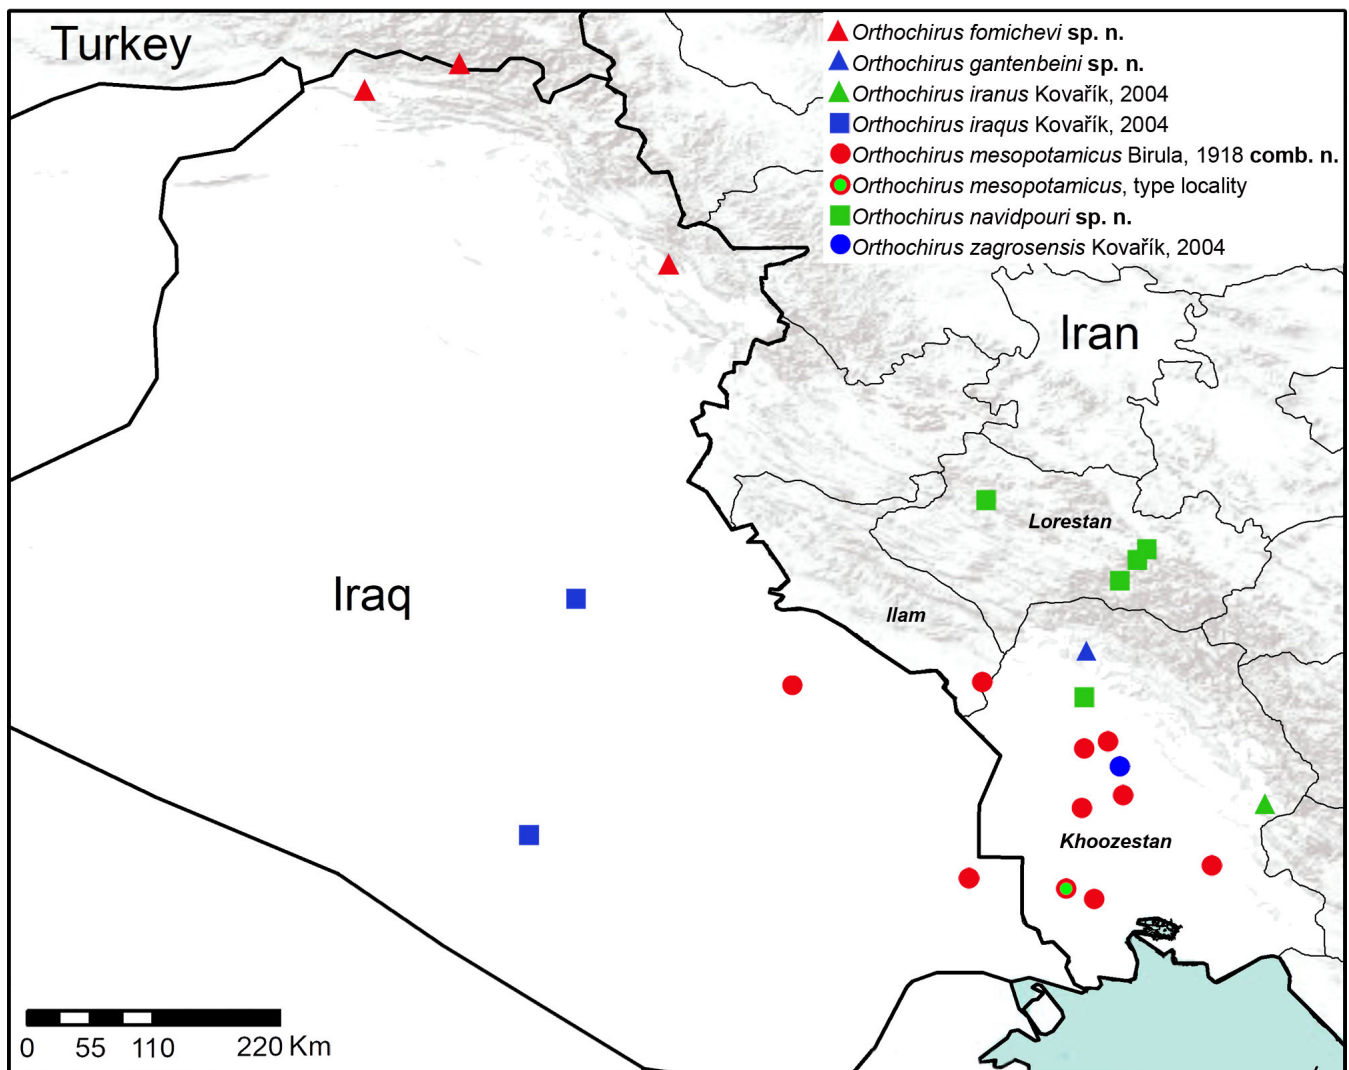 Turkey
Orthochirus fomichevi sp. n.
Orthochirus gantenbeini sp. n.
Orthochirus iranus Kovařík, 2004
Orthochirus iraqus Kovařík, 2004
Orthochirus mesopotamicus Birula, 1918 comb. n.
Orthochirus mesopotamicus, type locality
Orthochirus navidpouri sp. n.
Orthochirus zagrosensis Kovařík, 2004
Iran
Lorestan
Iraq
Ilam
Khoozestan
0 55 110 220 Km